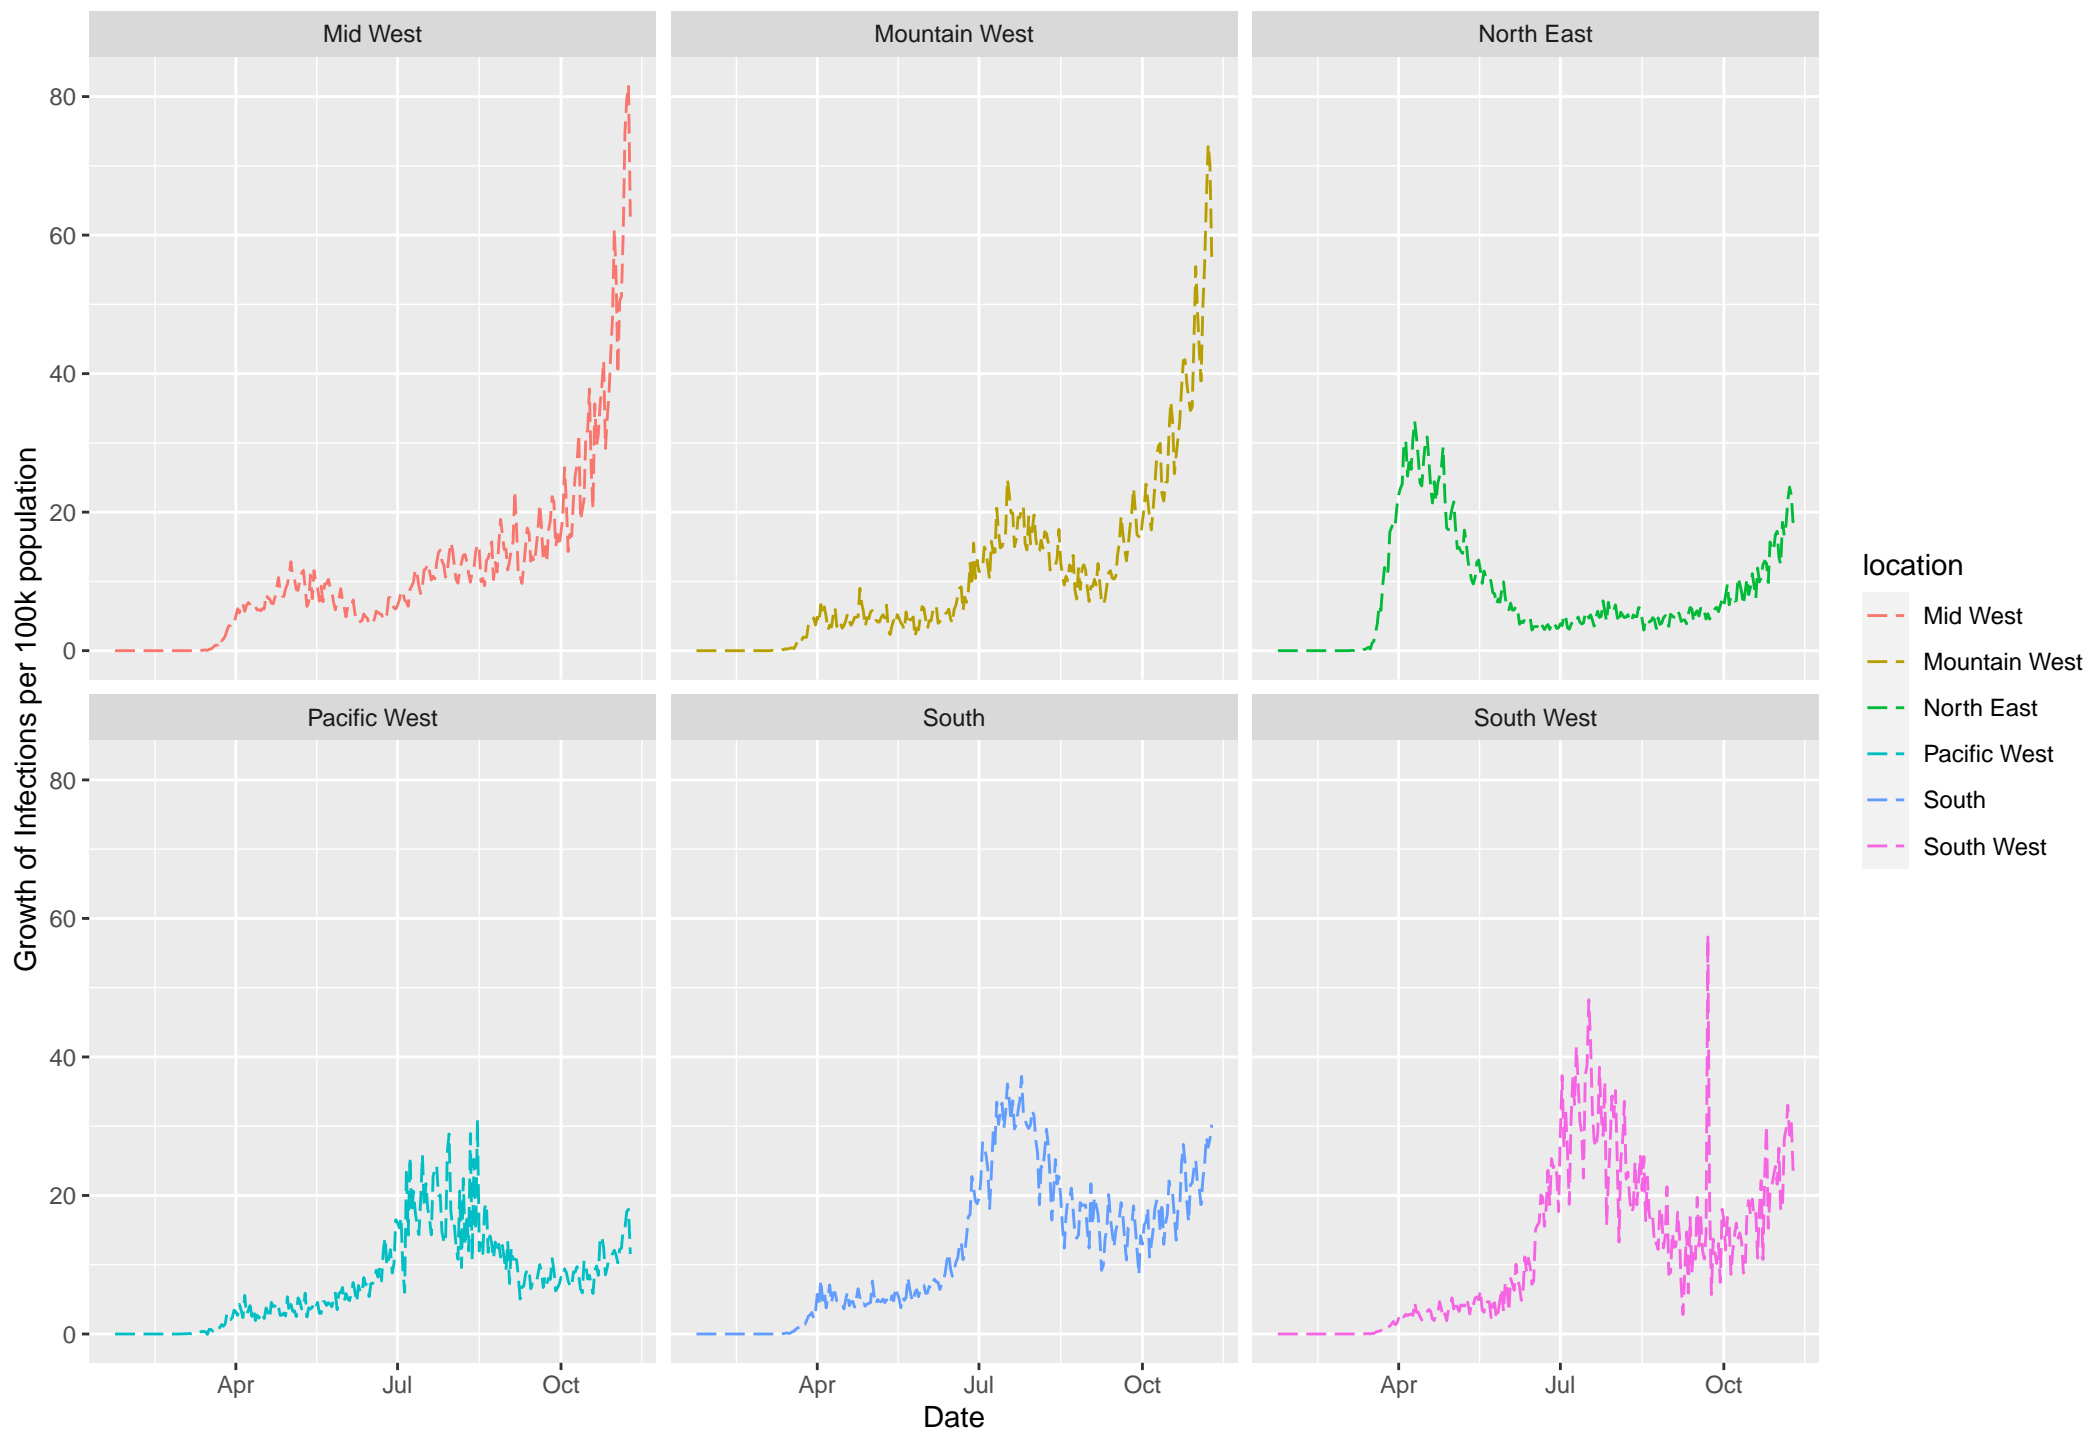 Mid West
Mountain West
North East
80
60
40
20
0
Pacific West
South
South West
80
60
40
20
0
Apr
Jul
Oct
Apr
Jul
Oct
Apr
Jul
Oct
Date
Growth of Infections per 100k population
location
Mid West
Mountain West
North East
Pacific West
South
South West